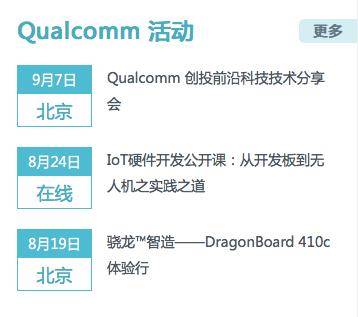 Qualcomm 活动
更多
9月7日
北京
Qualcomm 创投前沿科技技术分享
会
8月24日
在线
IoT硬件开发公开课：从开发板到无
人机之实践之道
8月19日
北京
骁龙™智造——DragonBoard 410c
体验行